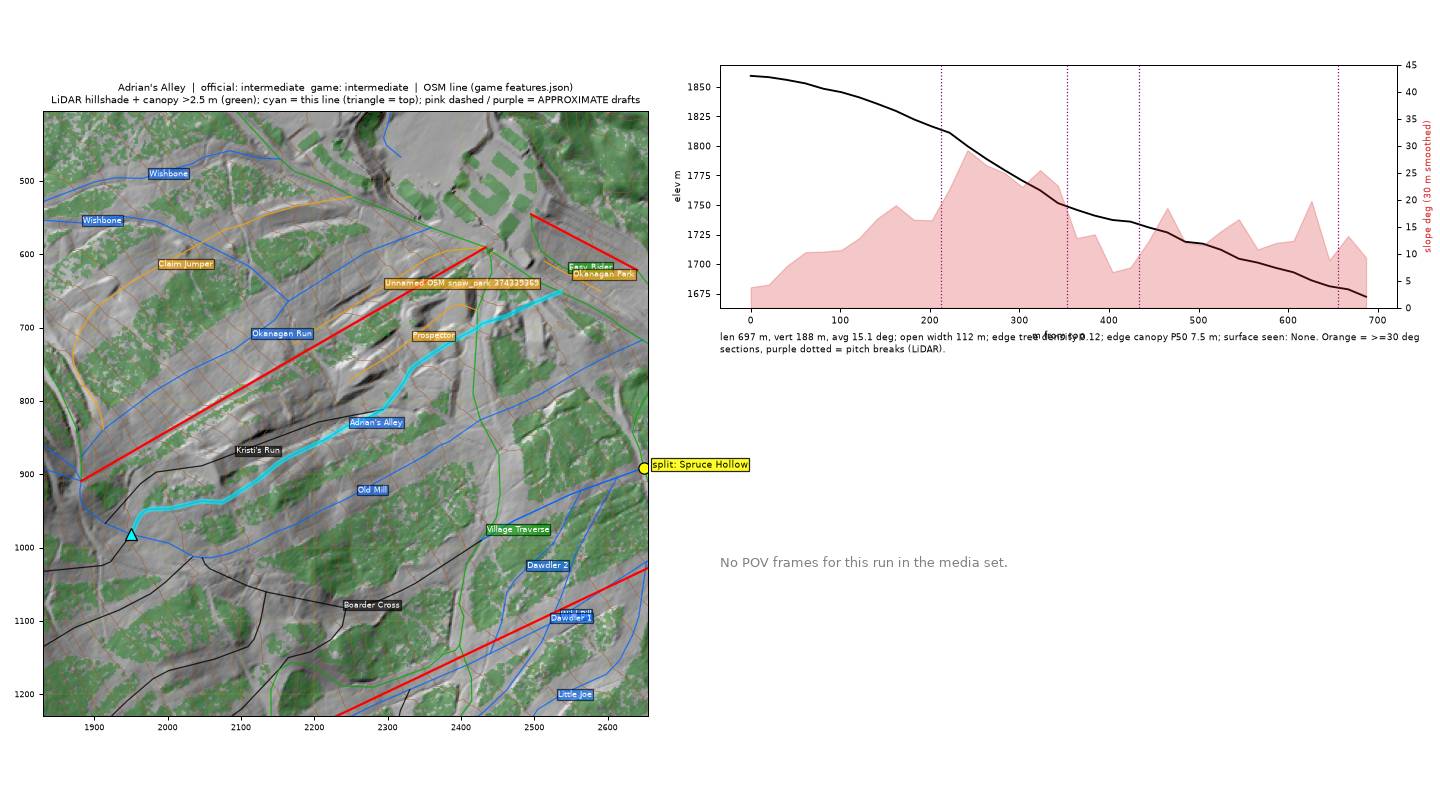 Adrian's Alley | official: intermediate game: intermediate | OSM line (game features.json)
LiDAR hillshade + canopy >2.5 m (green); cyan = this line (triangle = top); pink dashed / purple = APPROXIMATE drafts
500
600
700
800
900
1000
1100
1200
1900
2000
2100
2200
2300
2400
2500
2600
Wishbone
Wishbone
Claim Jumper
Easy Rider
Okanagan Park
Unnamed OSM snow_park 374339369
Okanagan Run
Prospector
Adrian's Alley
Kristi's Run
split: Spruce Hollow
Old Mill
Village Traverse
Dawdler 2
Boarder Cross
Dawdler 1
Little Joe
elev m
1850
1825
1800
1775
1750
1725
1700
1675
0
100
200
300
400
500
600
700
45
40
35
30
25
20
15
10
5
0
slope deg (30 m smoothed)
m from top
len 697 m, vert 188 m, avg 15.1 deg; open width 112 m; edge tree density 0.12; edge canopy P50 7.5 m; surface seen: None. Orange = >=30 deg
sections, purple dotted = pitch breaks (LiDAR).
No POV frames for this run in the media set.